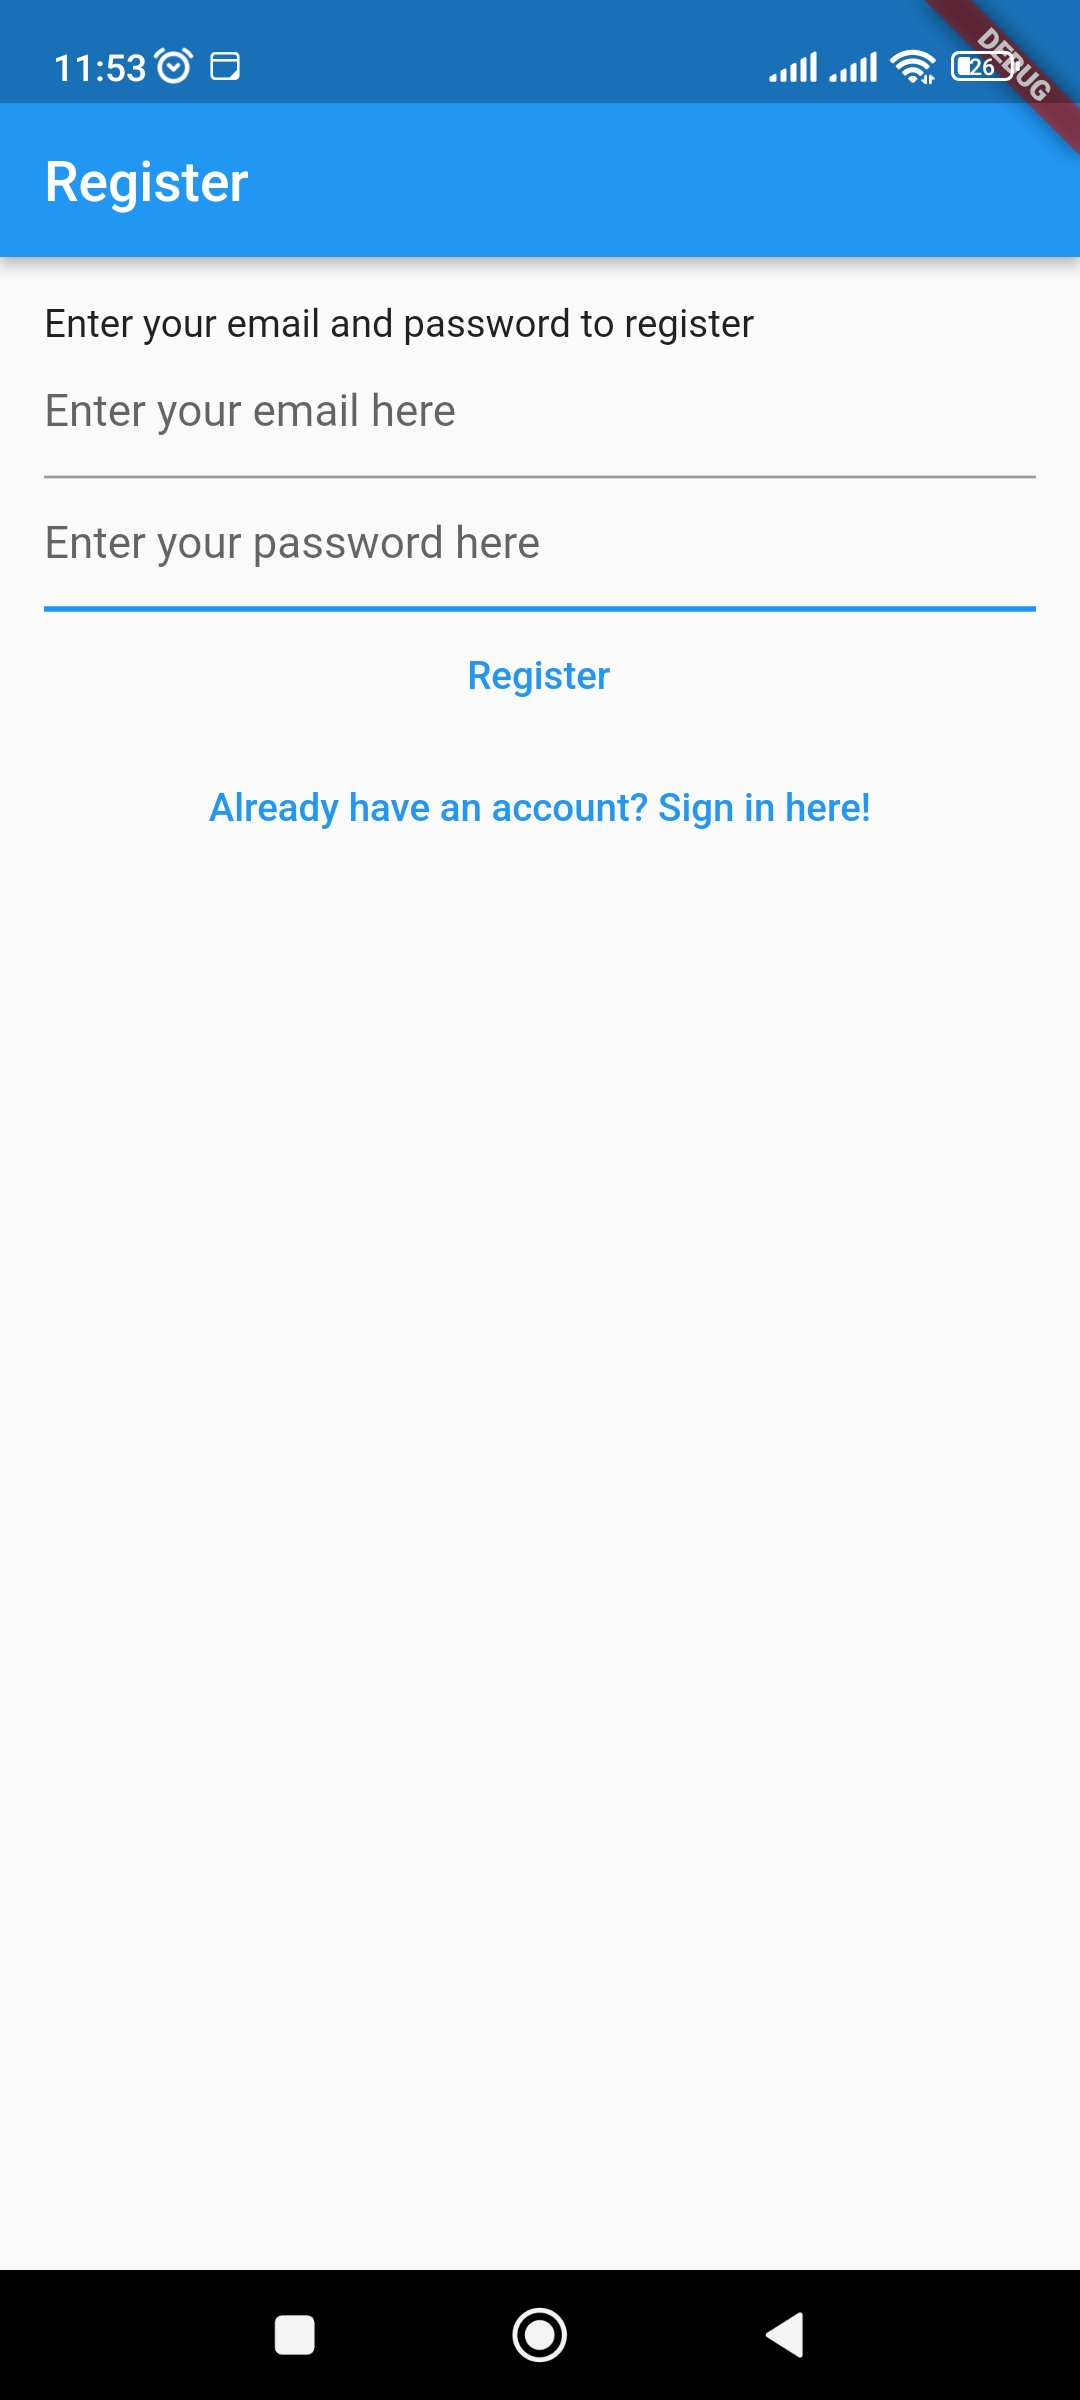 11:53
26
DEBUG
Register
Enter your email and password to register
Enter your email here
Enter your password here
Register
Already have an account? Sign in here!